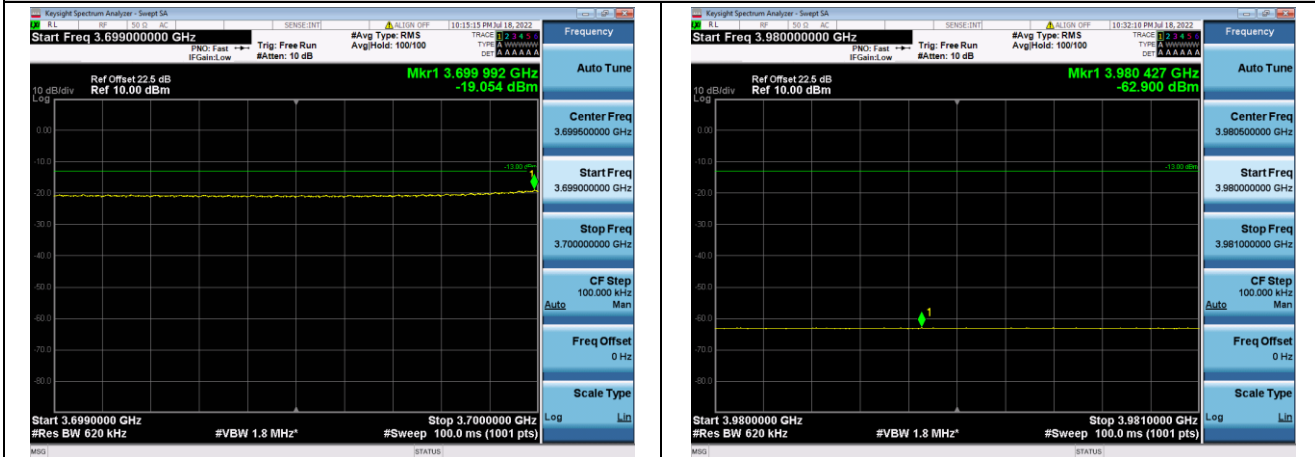 Keysight Spectrum Analyzer - Swept SA
RL RF 50 Ω AC SENSE:INT ALIGN OFF 10:15:15 PM Jul 18, 2022
Start Freq 3.699000000 GHz
PNO: Fast
IFGain:Low
Trig: Free Run
#Atten: 10 dB
#Avg Type: RMS
Avg|Hold: 100/100
TRACE 1 2 3 4 5 6
TYPE A WWWWW
DET A A A A A A
Frequency
Ref Offset 22.5 dB
Ref 10.00 dBm
10 dB/div
Log
Mkr1 3.699 992 GHz
-19.054 dBm
0.00
-10.0
-20.0
-30.0
-40.0
-50.0
-60.0
-70.0
-80.0
-13.00 dBm
1
Start 3.6990000 GHz
Stop 3.7000000 GHz
#Res BW 620 kHz
#VBW 1.8 MHz*
#Sweep 100.0 ms (1001 pts)
Auto Tune
Center Freq
3.699500000 GHz
Start Freq
3.699000000 GHz
Stop Freq
3.700000000 GHz
CF Step
100.000 kHz
Auto Man
Freq Offset
0 Hz
Scale Type
Log Lin
MSG STATUS
Keysight Spectrum Analyzer - Swept SA
RL RF 50 Ω AC SENSE:INT ALIGN OFF 10:32:10 PM Jul 18, 2022
Start Freq 3.980000000 GHz
PNO: Fast
IFGain:Low
Trig: Free Run
#Atten: 10 dB
#Avg Type: RMS
Avg|Hold: 100/100
TRACE 1 2 3 4 5 6
TYPE A WWWWW
DET A A A A A A
Frequency
Ref Offset 22.5 dB
Ref 10.00 dBm
10 dB/div
Log
Mkr1 3.980 427 GHz
-62.900 dBm
0.00
-10.0
-20.0
-30.0
-40.0
-50.0
-60.0
-70.0
-80.0
-13.00 dBm
1
Start 3.9800000 GHz
Stop 3.9810000 GHz
#Res BW 620 kHz
#VBW 1.8 MHz*
#Sweep 100.0 ms (1001 pts)
Auto Tune
Center Freq
3.980500000 GHz
Start Freq
3.980000000 GHz
Stop Freq
3.981000000 GHz
CF Step
100.000 kHz
Auto Man
Freq Offset
0 Hz
Scale Type
Log Lin
MSG STATUS